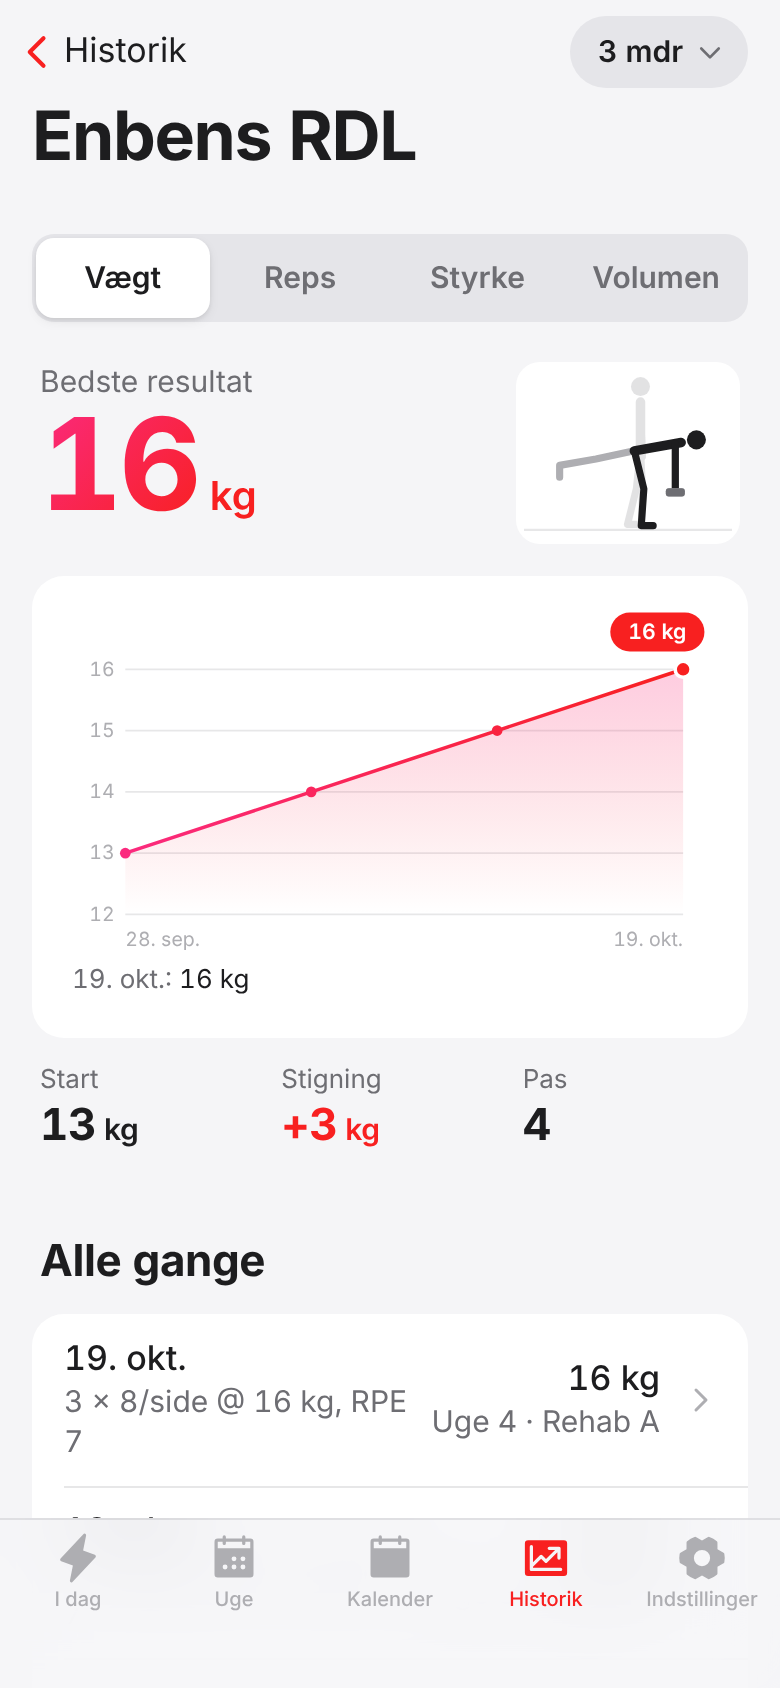 Historik
3 mdr
Enbens RDL
Vægt
Reps
Styrke
Volumen
Bedste resultat
16 kg
16 kg
16
15
14
13
12
28. sep.
19. okt.
19. okt.: 16 kg
Start
Stigning
Pas
13 kg
+3 kg
4
Alle gange
19. okt.
3 × 8/side @ 16 kg, RPE
7
16 kg
Uge 4 · Rehab A
I dag
Uge
Kalender
Historik
Indstillinger